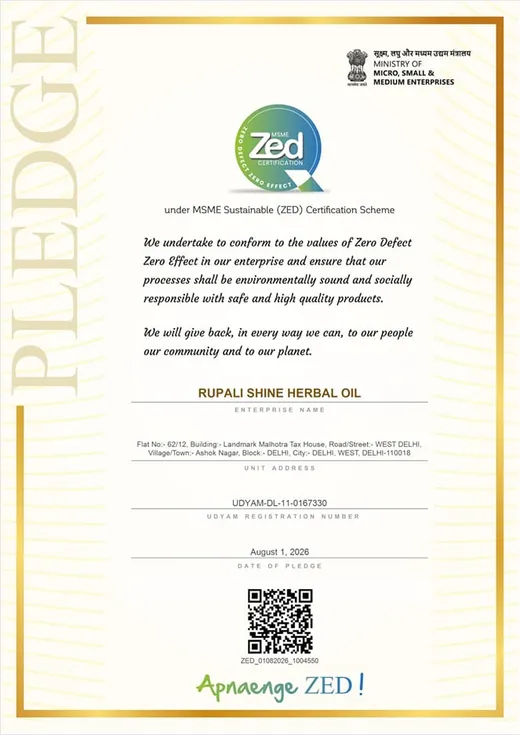 PLEDGE
सूक्ष्म, लघु और मध्यम उद्यम मंत्रालय
MINISTRY OF
MICRO, SMALL &
MEDIUM ENTERPRISES
MSME
Zed
CERTIFICATION
ZERO DEFECT ZERO EFFECT
under MSME Sustainable (ZED) Certification Scheme
We undertake to conform to the values of Zero Defect
Zero Effect in our enterprise and ensure that our
processes shall be environmentally sound and socially
responsible with safe and high quality products.
We will give back, in every way we can, to our people
our community and to our planet.
RUPALI SHINE HERBAL OIL
ENTERPRISE NAME
Flat No:- 62/12, Building:- Landmark Malhotra Tax House, Road/Street:- WEST DELHI,
Village/Town:- Ashok Nagar, Block:- DELHI, City:- DELHI, WEST, DELHI-110018
UNIT ADDRESS
UDYAM-DL-11-0167330
UDYAM REGISTRATION NUMBER
August 1, 2026
DATE OF PLEDGE
ZED_01082026_1004550
Apnaenge ZED!